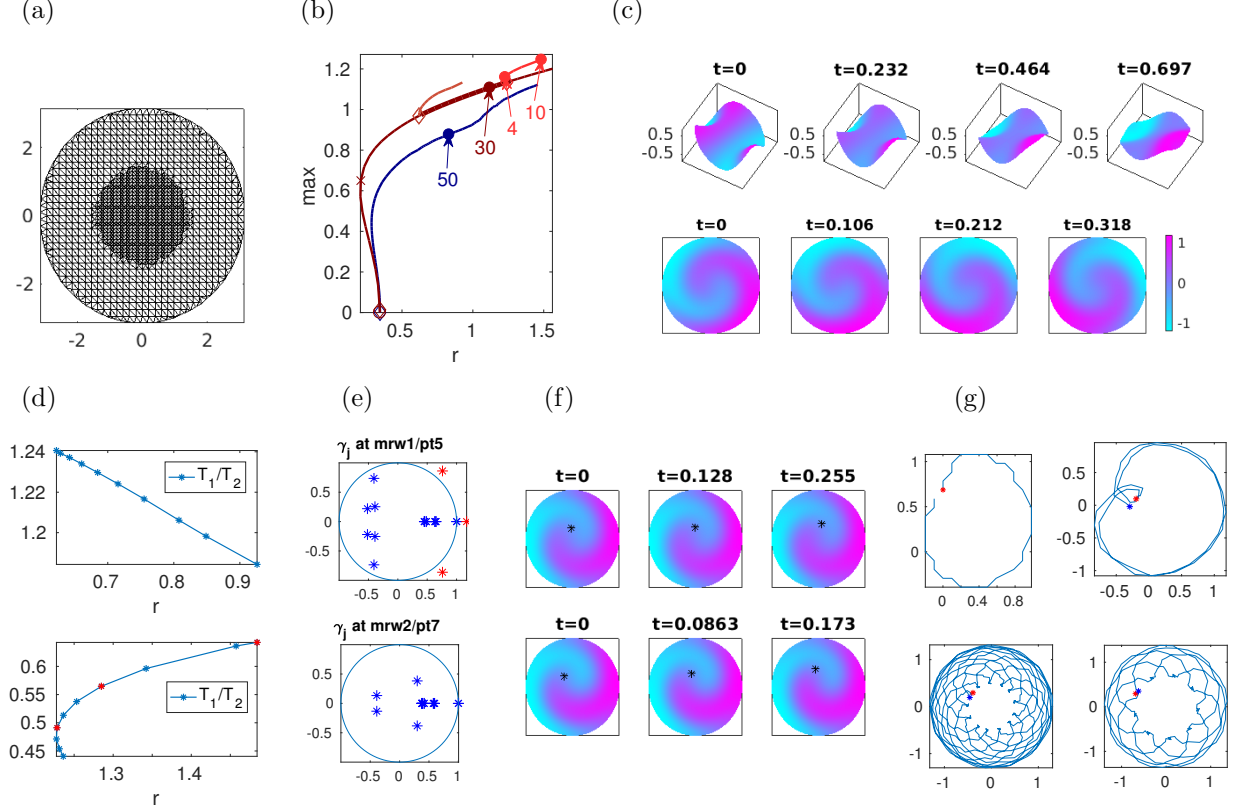 (a)
2
0
-2
-2 0 2
(b)
max
1.2
1
0.8
0.6
0.4
0.2
0
0.5 1 1.5
r
50
30
4
10
(c)
t=0 t=0.232 t=0.464 t=0.697
0.5 0.5 0.5 0.5
-0.5 -0.5 -0.5 -0.5
t=0 t=0.106 t=0.212 t=0.318
1
0
-1
(d)
1.24
1.22
1.2
T1/T2
0.7 0.8 0.9
r
0.6
0.55
0.5
0.45
T1/T2
1.3 1.4
r
(e)
γj at mrw1/pt5
0.5
0
-0.5
-0.5 0 0.5 1
γj at mrw2/pt7
0.5
0
-0.5
-0.5 0 0.5 1
(f)
t=0 t=0.128 t=0.255
t=0 t=0.0863 t=0.173
(g)
1
0
0 0.4 0.8
1
0.5
0
-0.5
-1
-0.5 0 0.5 1
1
0
-1
-1 0 1
1
0
-1
-1 0 1